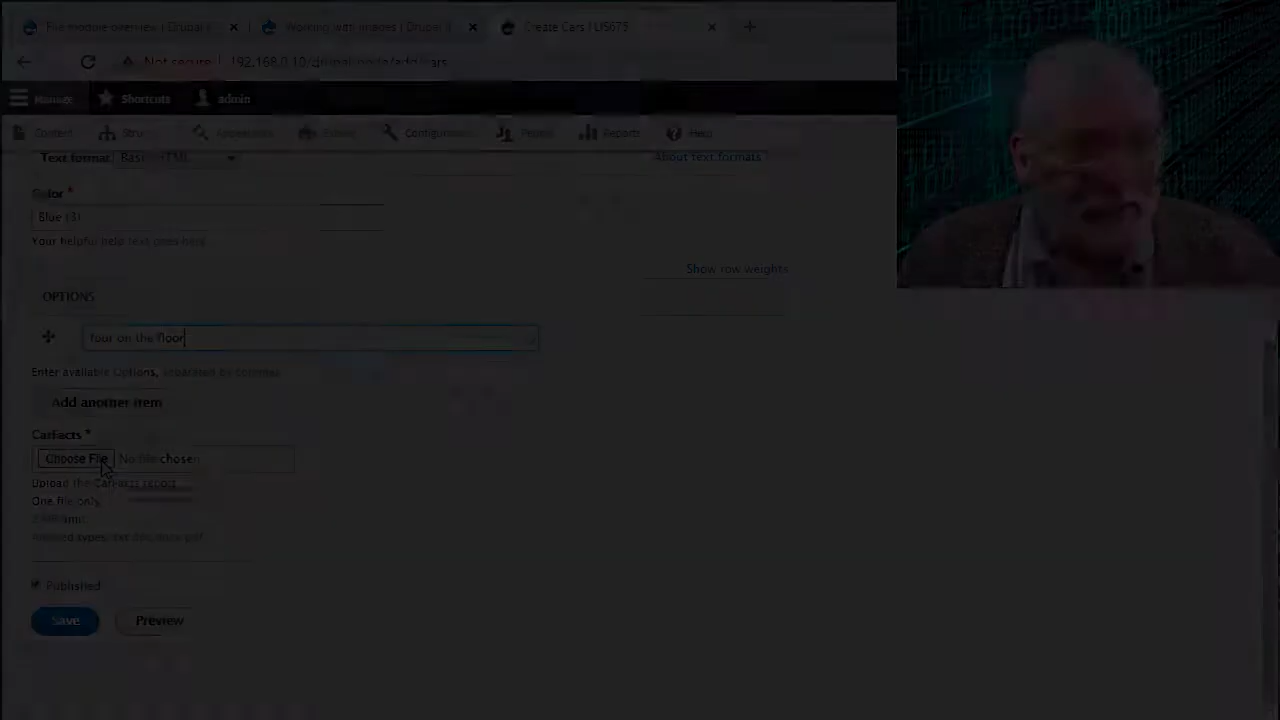 File module overview | Drupal
Working with images | Drupal
Create Cars | LIS675
Not secure | 192.168.0.10/drupal/node/add/cars
Manage Shortcuts admin
Content Appearance Configuration People Reports Help
Text format Basic HTML About text formats
Color *
Blue (3)
Your helpful help text goes here
Show row weights
OPTIONS
four on the floor
Enter available Options, separated by commas
Add another item
CarFacts *
Choose File No file chosen
Upload the CarFacts report
One file only.
Allowed types: txt doc docx pdf.
Published
Save Preview